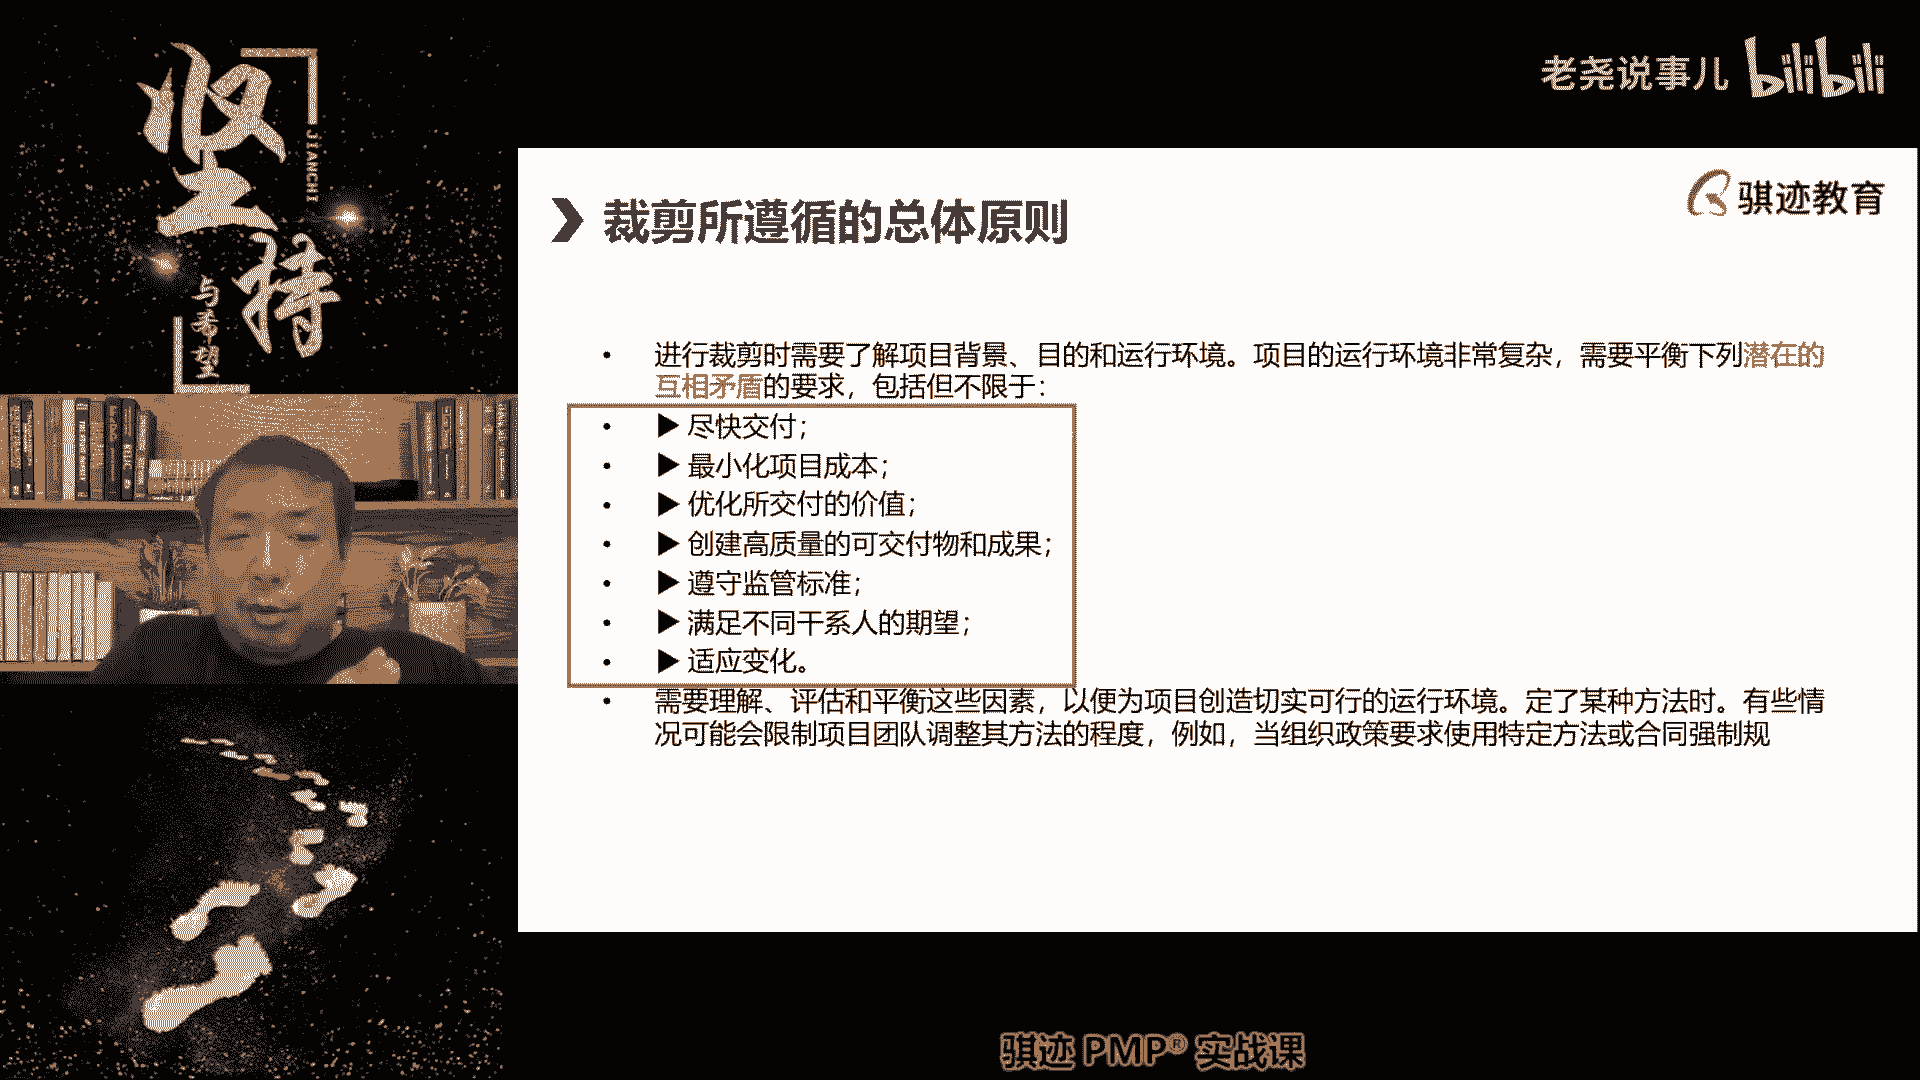 坚持
JIANCHI
与希望
老尧说事儿 bilibili
骐迹教育
裁剪所遵循的总体原则
• 进行裁剪时需要了解项目背景、目的和运行环境。项目的运行环境非常复杂，需要平衡下列潜在的
互相矛盾的要求，包括但不限于：
• ▶ 尽快交付；
• ▶ 最小化项目成本；
• ▶ 优化所交付的价值；
• ▶ 创建高质量的可交付物和成果；
• ▶ 遵守监管标准；
• ▶ 满足不同干系人的期望；
• ▶ 适应变化。
• 需要理解、评估和平衡这些因素，以便为项目创造切实可行的运行环境。定了某种方法时。有些情
况可能会限制项目团队调整其方法的程度，例如，当组织政策要求使用特定方法或合同强制规
骐迹 PMP® 实战课